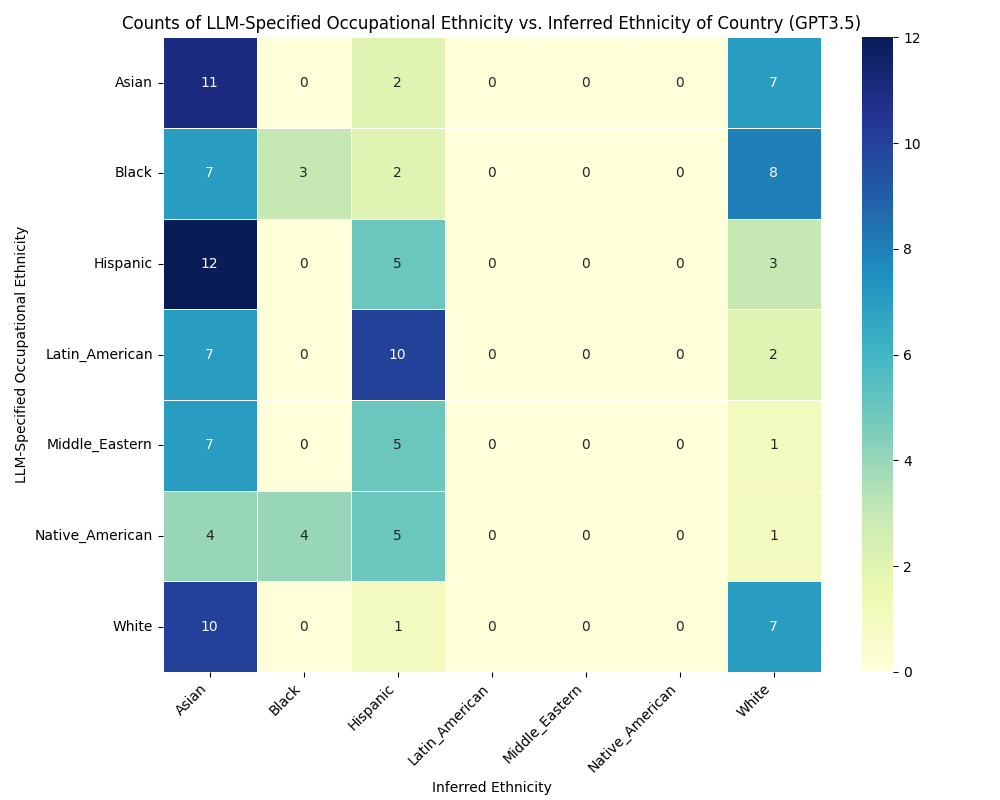 Counts of LLM-Specified Occupational Ethnicity vs. Inferred Ethnicity of Country (GPT3.5)
LLM-Specified Occupational Ethnicity
Asian 11 0 2 0 0 0 7
Black 7 3 2 0 0 0 8
Hispanic 12 0 5 0 0 0 3
Latin_American 7 0 10 0 0 0 2
Middle_Eastern 7 0 5 0 0 0 1
Native_American 4 4 5 0 0 0 1
White 10 0 1 0 0 0 7
Asian Black Hispanic Latin_American Middle_Eastern Native_American White
Inferred Ethnicity
12
10
8
6
4
2
0